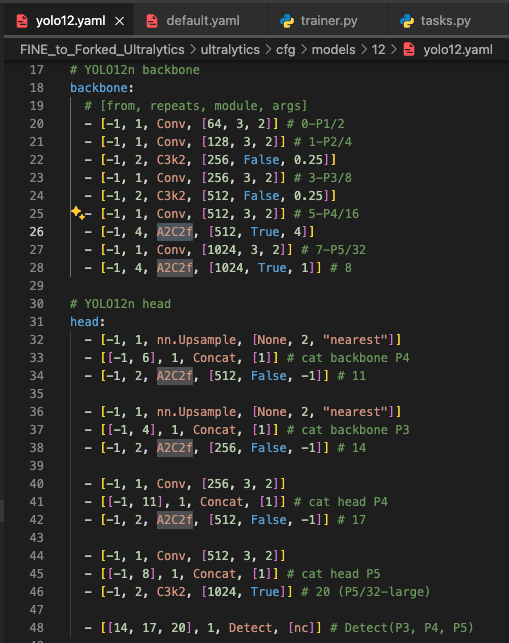 yolo12.yaml × default.yaml trainer.py tasks.py
FINE_to_Forked_Ultralytics > ultralytics > cfg > models > 12 > yolo12.yaml
17 # YOLO12n backbone
18 backbone:
19 # [from, repeats, module, args]
20 - [-1, 1, Conv, [64, 3, 2]] # 0-P1/2
21 - [-1, 1, Conv, [128, 3, 2]] # 1-P2/4
22 - [-1, 2, C3k2, [256, False, 0.25]]
23 - [-1, 1, Conv, [256, 3, 2]] # 3-P3/8
24 - [-1, 2, C3k2, [512, False, 0.25]]
25 - [-1, 1, Conv, [512, 3, 2]] # 5-P4/16
26 - [-1, 4, A2C2f, [512, True, 4]]
27 - [-1, 1, Conv, [1024, 3, 2]] # 7-P5/32
28 - [-1, 4, A2C2f, [1024, True, 1]] # 8
29
30 # YOLO12n head
31 head:
32 - [-1, 1, nn.Upsample, [None, 2, "nearest"]]
33 - [[-1, 6], 1, Concat, [1]] # cat backbone P4
34 - [-1, 2, A2C2f, [512, False, -1]] # 11
35
36 - [-1, 1, nn.Upsample, [None, 2, "nearest"]]
37 - [[-1, 4], 1, Concat, [1]] # cat backbone P3
38 - [-1, 2, A2C2f, [256, False, -1]] # 14
39
40 - [-1, 1, Conv, [256, 3, 2]]
41 - [[-1, 11], 1, Concat, [1]] # cat head P4
42 - [-1, 2, A2C2f, [512, False, -1]] # 17
43
44 - [-1, 1, Conv, [512, 3, 2]]
45 - [[-1, 8], 1, Concat, [1]] # cat head P5
46 - [-1, 2, C3k2, [1024, True]] # 20 (P5/32-large)
47
48 - [[14, 17, 20], 1, Detect, [nc]] # Detect(P3, P4, P5)